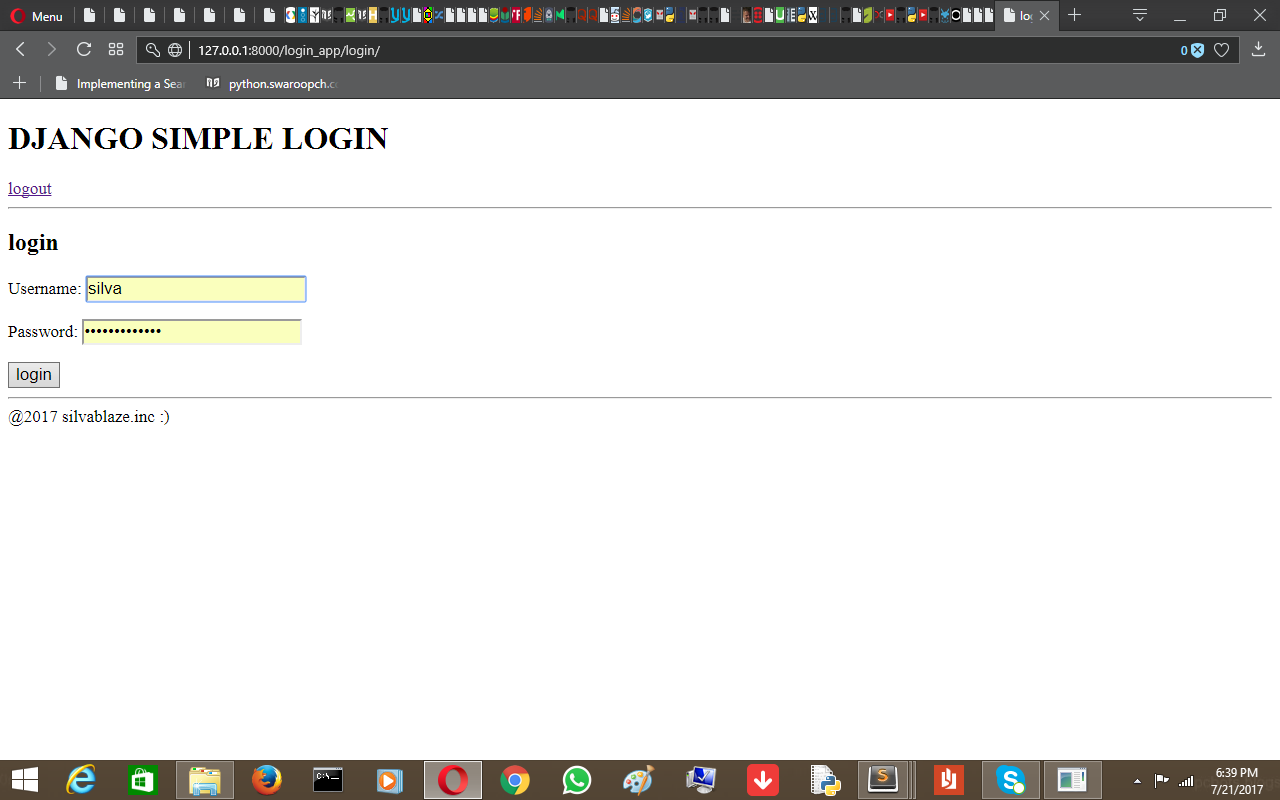 Menu
127.0.0.1:8000/login_app/login/
0
Implementing a Sear
python.swaroopch.c
DJANGO SIMPLE LOGIN
logout
login
Username: silva
Password: •••••••••••••
login
@2017 silvablaze.inc :)
6:39 PM
7/21/2017